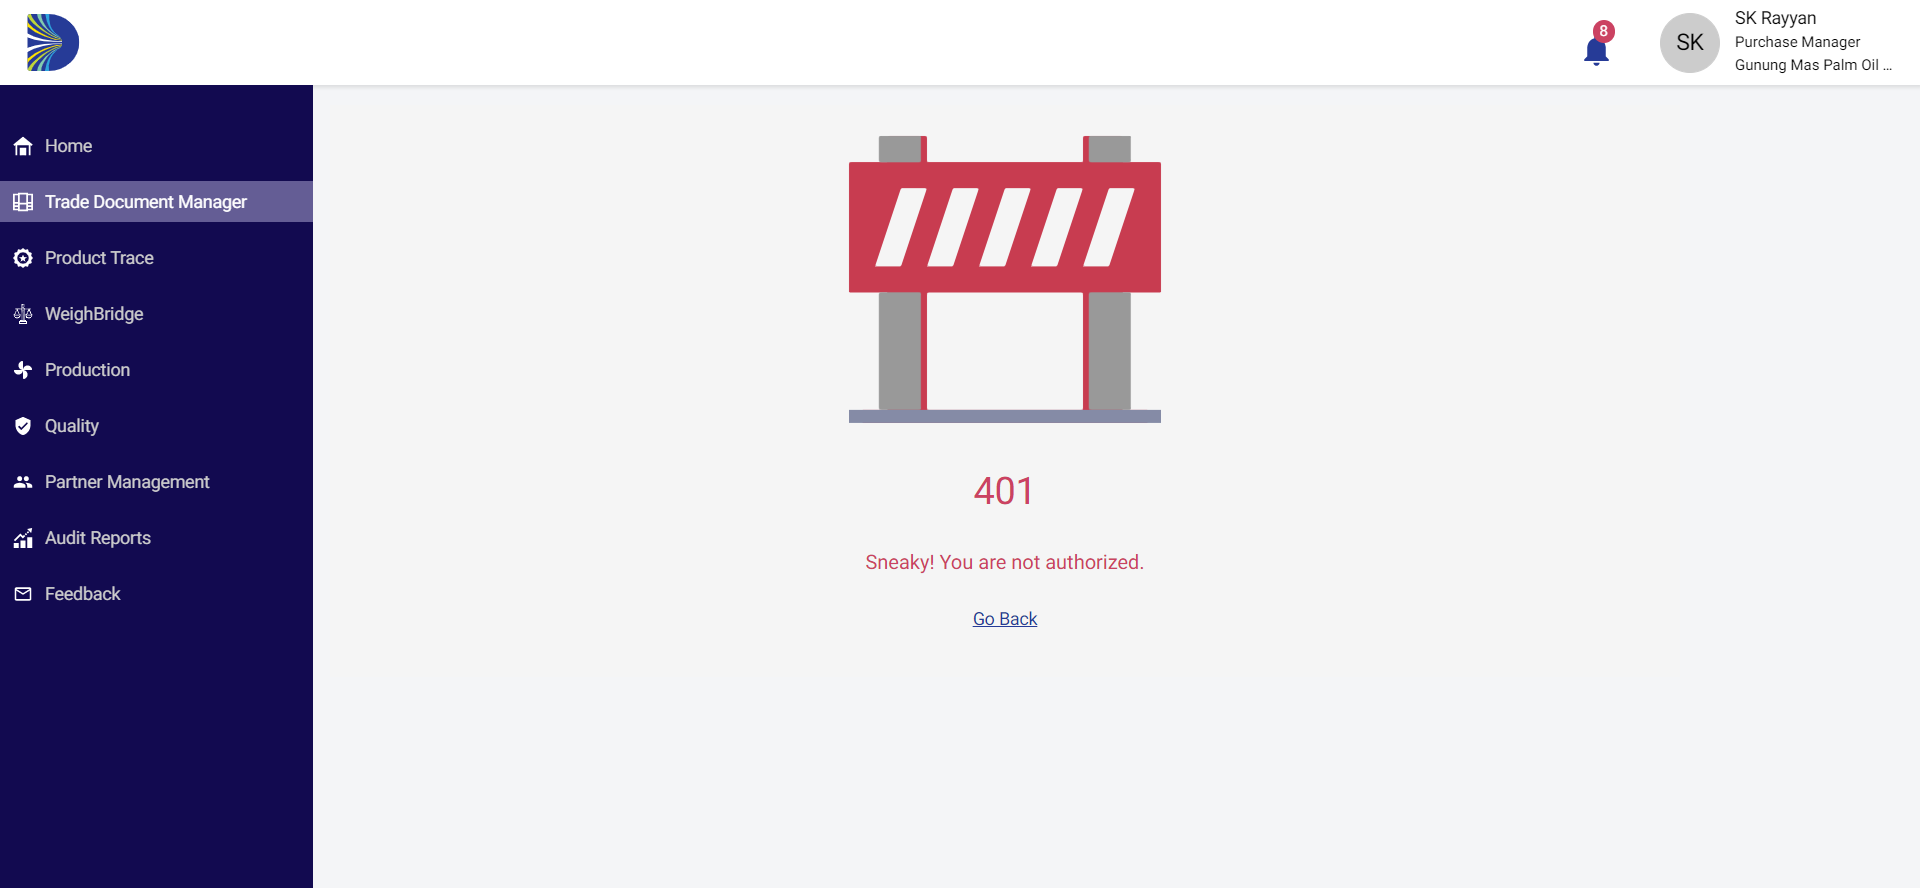 8
SK
SK Rayyan
Purchase Manager
Gunung Mas Palm Oil ...
Home
Trade Document Manager
Product Trace
WeighBridge
Production
Quality
Partner Management
Audit Reports
Feedback
401
Sneaky! You are not authorized.
Go Back